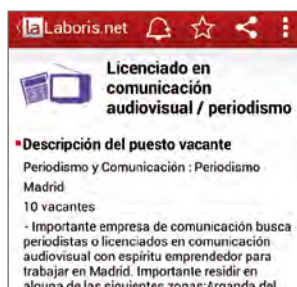 la Laboris.net
Licenciado en
comunicación
audiovisual / periodismo
Descripción del puesto vacante
Periodismo y Comunicación : Periodismo
Madrid
10 vacantes
- Importante empresa de comunicación busca
periodistas o licenciados en comunicación
audiovisual con espíritu emprendedor para
trabajar en Madrid. Importante residir en
alguna de las siguientes zonas:Arganda del